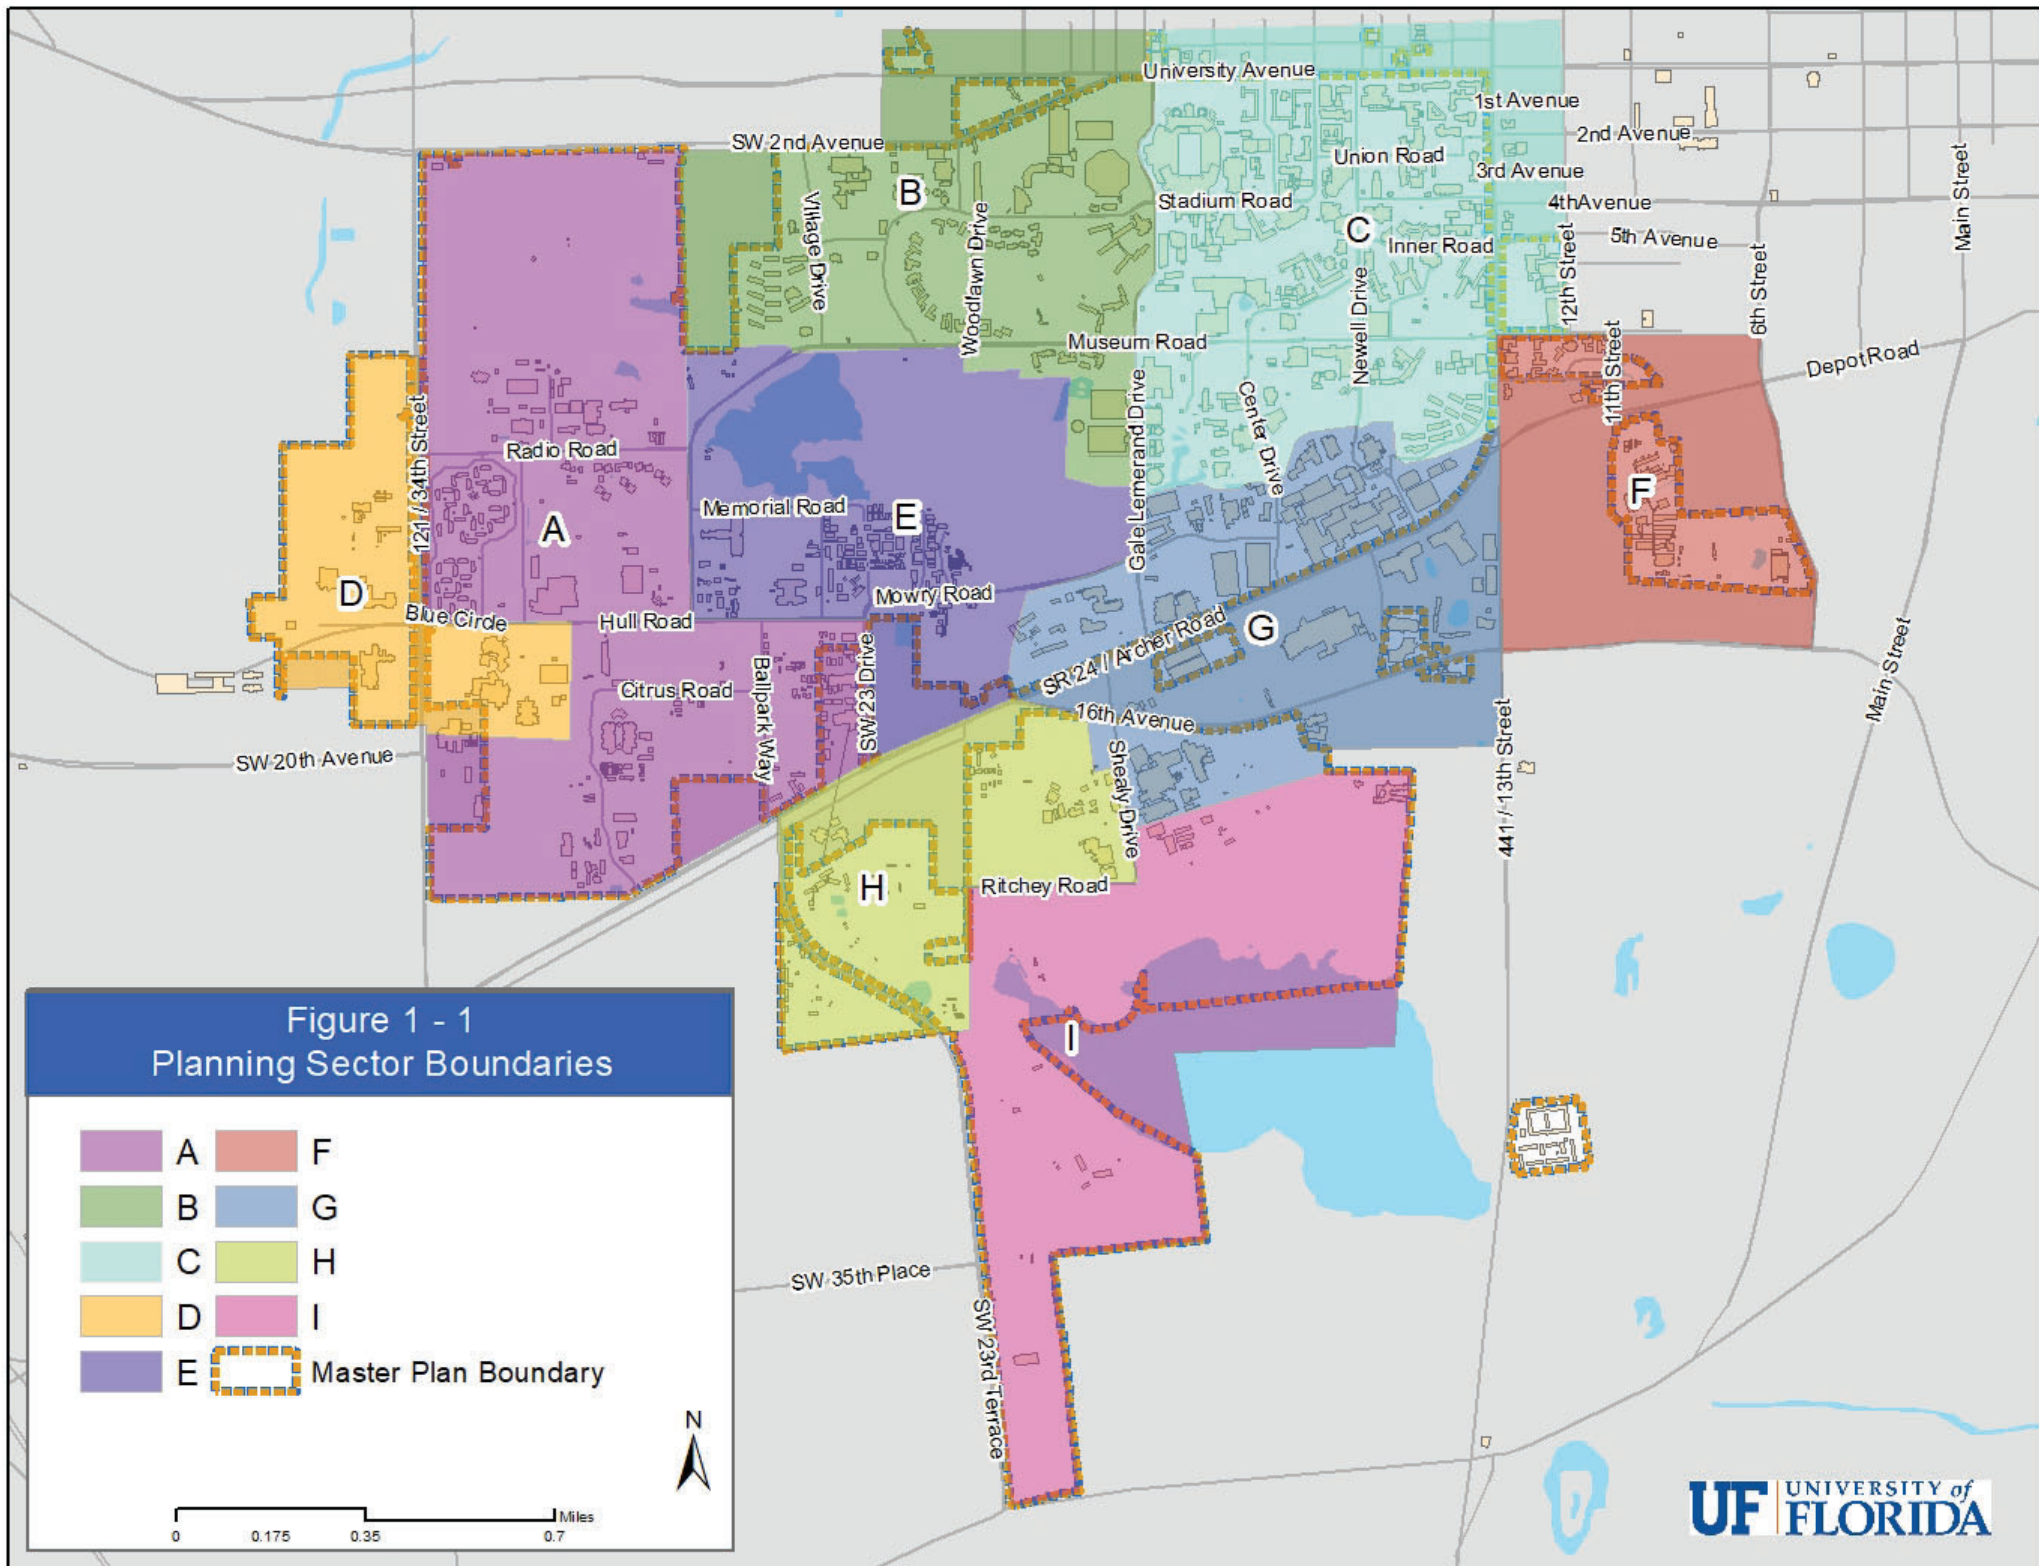 University Avenue
1st Avenue
2nd Avenue
SW 2nd Avenue
Union Road
3rd Avenue
Main Street
B
Village Drive
Woodlawn Drive
Stadium Road
4thAvenue
C
Inner Road
5th Avenue
12th Street
6th Street
Newell Drive
Museum Road
11th Street
Depot Road
121 / 34th Street
Gale Lemerand Drive
Center Drive
Radio Road
Memorial Road
E
A
F
D
Blue Circle
Hull Road
Mowry Road
SR 24 / Archer Road
G
Citrus Road
Ballpark Way
SW 23 Drive
16th Avenue
Main Street
SW 20th Avenue
Shealy Drive
441 / 13th Street
H
Ritchey Road
I
Figure 1 - 1
Planning Sector Boundaries
A F
B G
C H
D I
E Master Plan Boundary
N
Miles
0 0.175 0.35 0.7
SW 35th Place
SW 23rd Terrace
UF UNIVERSITY of
FLORIDA